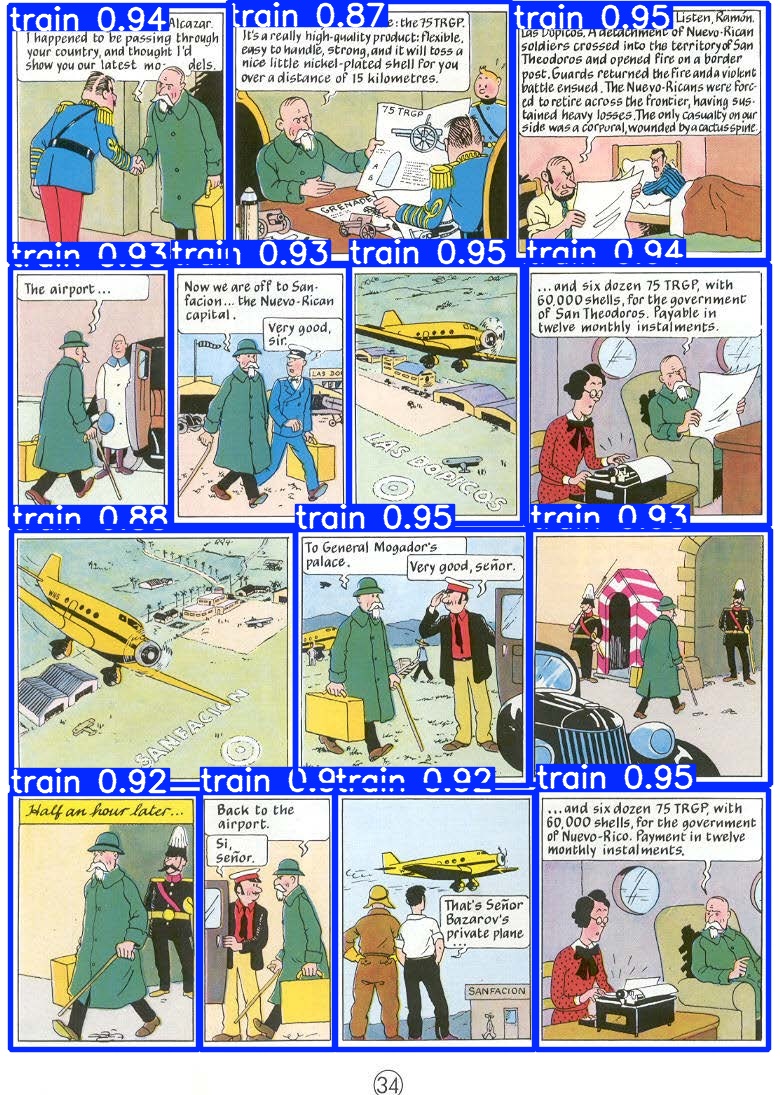 train 0.94
Alcazar.
I happened to be passing through
your country, and thought I'd
show you our latest mo- dels.
train 0.87
: the 75 TRGP.
It's a really high-quality product: flexible,
easy to handle, strong, and it will toss a
nice little nickel-plated shell for you
over a distance of 15 kilometres.
75 TRGP
A
B
GRENADE
train 0.95
Listen, Ramón.
Las Dopicos. A detachment of Nuevo-Rican
soldiers crossed into the territory of San
Theodoros and opened fire on a border
post. Guards returned the fire and a violent
battle ensued. The Nuevo-Ricans were forc-
ed to retire across the frontier, having sus-
tained heavy losses. The only casualty on our
side was a corporal, wounded by a cactus spine.
train 0.93
The airport...
train 0.93
Now we are off to San-
facion... the Nuevo-Rican
capital.
Very good,
sir.
LAS DO
train 0.95
LAS DOPICOS
train 0.94
...and six dozen 75 TRGP, with
60,000 shells, for the government
of San Theodoros. Payable in
twelve monthly instalments.
train 0.88
SANFACION
train 0.95
To General Mogador's
palace.
Very good, señor.
train 0.93
train 0.92
Half an hour later...
train 0.9
Back to the
airport.
Si,
señor.
train 0.92
That's Señor
Bazarov's
private plane
...
SANFACION
train 0.95
...and six dozen 75 TRGP, with
60,000 shells, for the government
of Nuevo-Rico. Payment in twelve
monthly instalments.
34